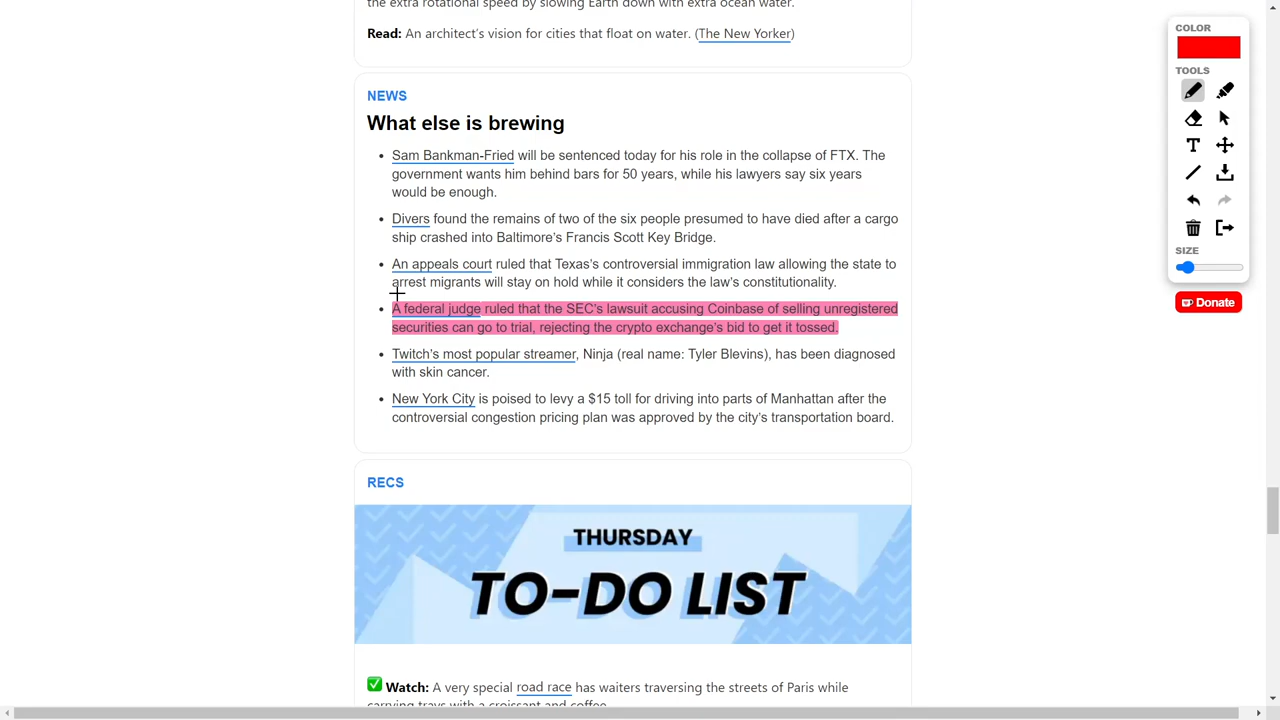 the extra rotational speed by slowing Earth down with extra ocean water.
Read: An architect's vision for cities that float on water. (The New Yorker)
NEWS
What else is brewing
• Sam Bankman-Fried will be sentenced today for his role in the collapse of FTX. The
government wants him behind bars for 50 years, while his lawyers say six years
would be enough.
• Divers found the remains of two of the six people presumed to have died after a cargo
ship crashed into Baltimore's Francis Scott Key Bridge.
• An appeals court ruled that Texas's controversial immigration law allowing the state to
arrest migrants will stay on hold while it considers the law's constitutionality.
• A federal judge ruled that the SEC's lawsuit accusing Coinbase of selling unregistered
securities can go to trial, rejecting the crypto exchange's bid to get it tossed.
• Twitch's most popular streamer, Ninja (real name: Tyler Blevins), has been diagnosed
with skin cancer.
• New York City is poised to levy a $15 toll for driving into parts of Manhattan after the
controversial congestion pricing plan was approved by the city's transportation board.
RECS
THURSDAY
TO-DO LIST
✅ Watch: A very special road race has waiters traversing the streets of Paris while
carrying trays with a croissant and coffee.
COLOR
TOOLS
T
SIZE
Donate